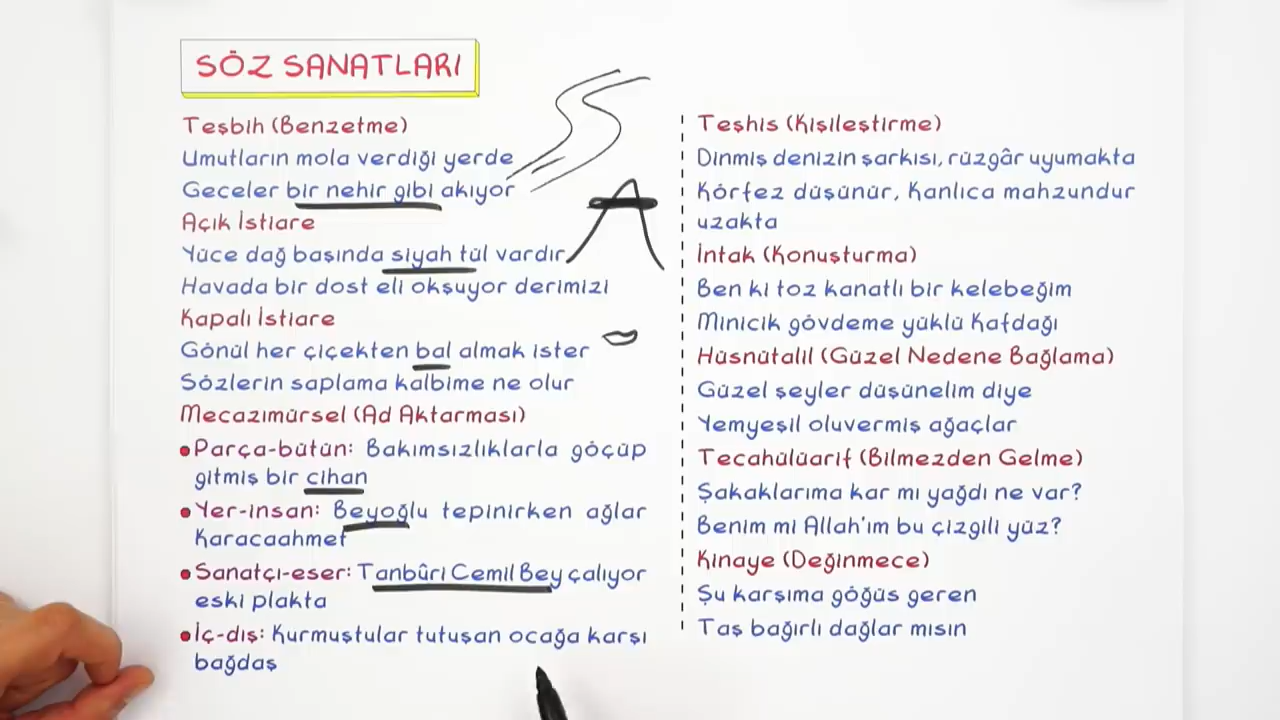 SÖZ SANATLARI
Teşbih (Benzetme)
Umutların mola verdiği yerde
Geceler bir nehir gibi akıyor
Açık İstiare
Yüce dağ başında siyah tül vardır
Havada bir dost eli okşuyor derimizi
Kapalı İstiare
Gönül her çiçekten bal almak ister
Sözlerin saplama kalbime ne olur
Mecazımürsel (Ad Aktarması)
•Parça-bütün: Bakımsızlıklarla göçüp
gitmiş bir cihan
•Yer-insan: Beyoğlu tepinirken ağlar
Karacaahmet
•Sanatçı-eser: Tanbûri Cemil Bey çalıyor
eski plakta
•İç-dış: Kurmuştular tutuşan ocağa karşı
bağdaş
Teşhis (Kişileştirme)
Dinmiş denizin şarkısı, rüzgâr uyumakta
Körfez düşünür, Kanlıca mahzundur
uzakta
İntak (Konuşturma)
Ben ki toz kanatlı bir kelebeğim
Minicik gövdeme yüklü Kafdağı
Hüsnütalil (Güzel Nedene Bağlama)
Güzel şeyler düşünelim diye
Yemyeşil oluvermiş ağaçlar
Tecahülüarif (Bilmezden Gelme)
Şakaklarıma kar mı yağdı ne var?
Benim mi Allah'ım bu çizgili yüz?
Kinaye (Değinmece)
Şu karşıma göğüs geren
Taş bağırlı dağlar mısın